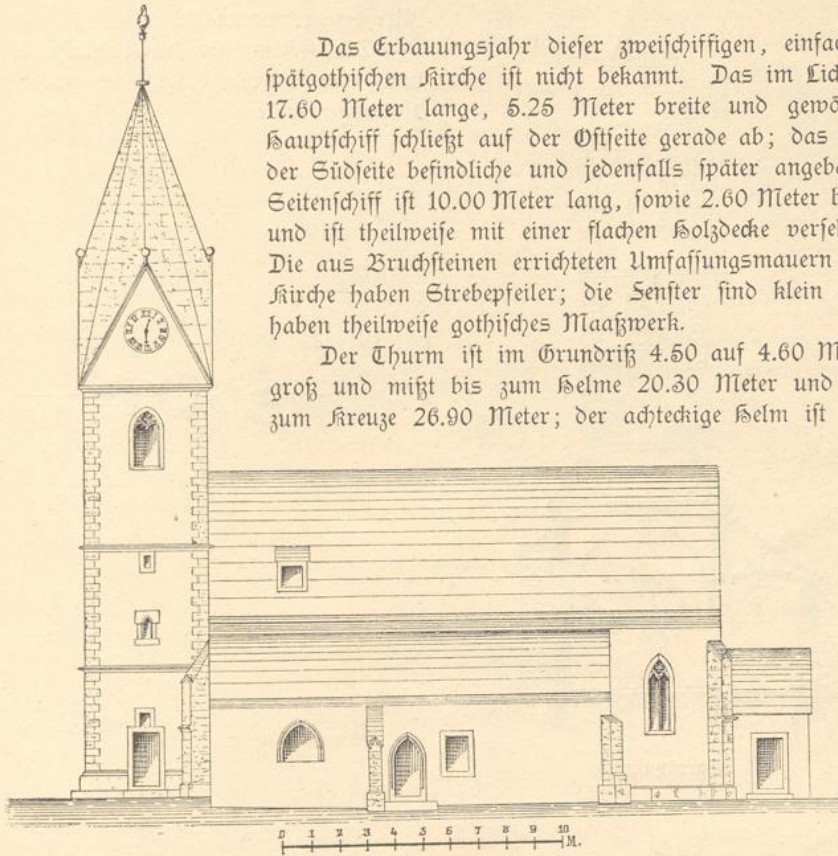 Das Erbauungsjahr dieser zweischiffigen, einfac
spätgothischen Kirche ist nicht bekannt. Das im Lich
17.60 Meter lange, 5.25 Meter breite und gewö
Hauptschiff schließt auf der Ostseite gerade ab; das
der Südseite befindliche und jedenfalls später angeba
Seitenschiff ist 10.00 Meter lang, sowie 2.60 Meter b
und ist theilweise mit einer flachen Holzdecke verse
Die aus Bruchsteinen errichteten Umfassungsmauern
Kirche haben Strebepfeiler; die Fenster sind klein
haben theilweise gothisches Maaßwerk.
Der Thurm ist im Grundriß 4.50 auf 4.60 M
groß und mißt bis zum Helme 20.30 Meter und
zum Kreuze 26.90 Meter; der achteckige Helm ist
0 1 2 3 4 5 6 7 8 9 10 M.